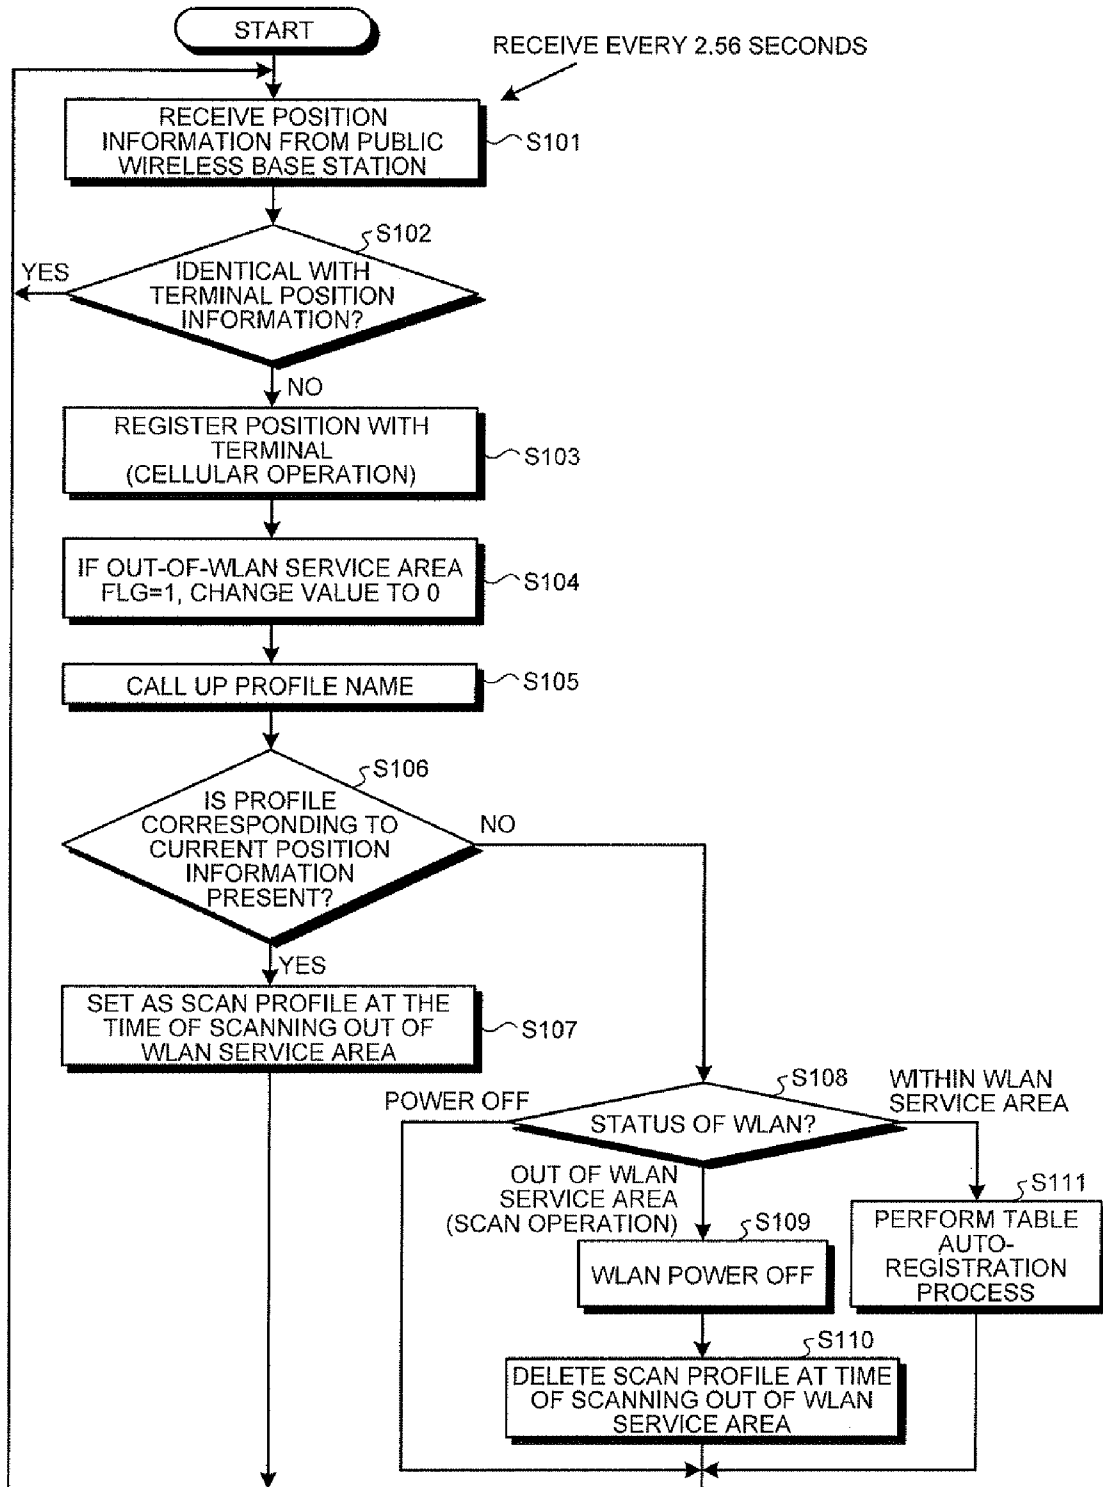 START
RECEIVE EVERY 2.56 SECONDS
RECEIVE POSITION
INFORMATION FROM PUBLIC
WIRELESS BASE STATION
S101
S102
YES
IDENTICAL WITH
TERMINAL POSITION
INFORMATION?
NO
REGISTER POSITION WITH
TERMINAL
(CELLULAR OPERATION)
S103
IF OUT-OF-WLAN SERVICE AREA
FLG=1, CHANGE VALUE TO 0
S104
CALL UP PROFILE NAME
S105
S106
IS PROFILE
CORRESPONDING TO
CURRENT POSITION
INFORMATION
PRESENT?
NO
YES
SET AS SCAN PROFILE AT THE
TIME OF SCANNING OUT OF
WLAN SERVICE AREA
S107
S108
POWER OFF
STATUS OF WLAN?
WITHIN WLAN
SERVICE AREA
OUT OF WLAN
SERVICE AREA
(SCAN OPERATION)
S109
WLAN POWER OFF
S111
PERFORM TABLE
AUTO-
REGISTRATION
PROCESS
S110
DELETE SCAN PROFILE AT TIME
OF SCANNING OUT OF WLAN
SERVICE AREA